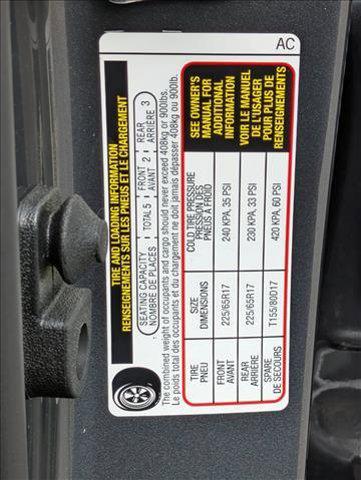 AC
TIRE AND LOADING INFORMATION
RENSEIGNEMENTS SUR LES PNEUS ET LE CHARGEMENT
SEATING CAPACITY TOTAL 5 FRONT 2 REAR 3
NOMBRE DE PLACES AVANT ARRIÈRE
The combined weight of occupants and cargo should never exceed 408kg or 900lbs.
Le poids total des occupants et du chargement ne doit jamais dépasser 408kg ou 900lb.
TIRE SIZE COLD TIRE PRESSURE
PNEU DIMENSIONS PRESSION DES
PNEUS À FROID
FRONT 225/65R17 240 KPA, 35 PSI
AVANT
REAR 225/65R17 230 KPA, 33 PSI
ARRIÈRE
SPARE T155/80D17 420 KPA, 60 PSI
DE SECOURS
SEE OWNER'S
MANUAL FOR
ADDITIONAL
INFORMATION
VOIR LE MANUEL
DE L'USAGER
POUR PLUS DE
RENSEIGNEMENTS